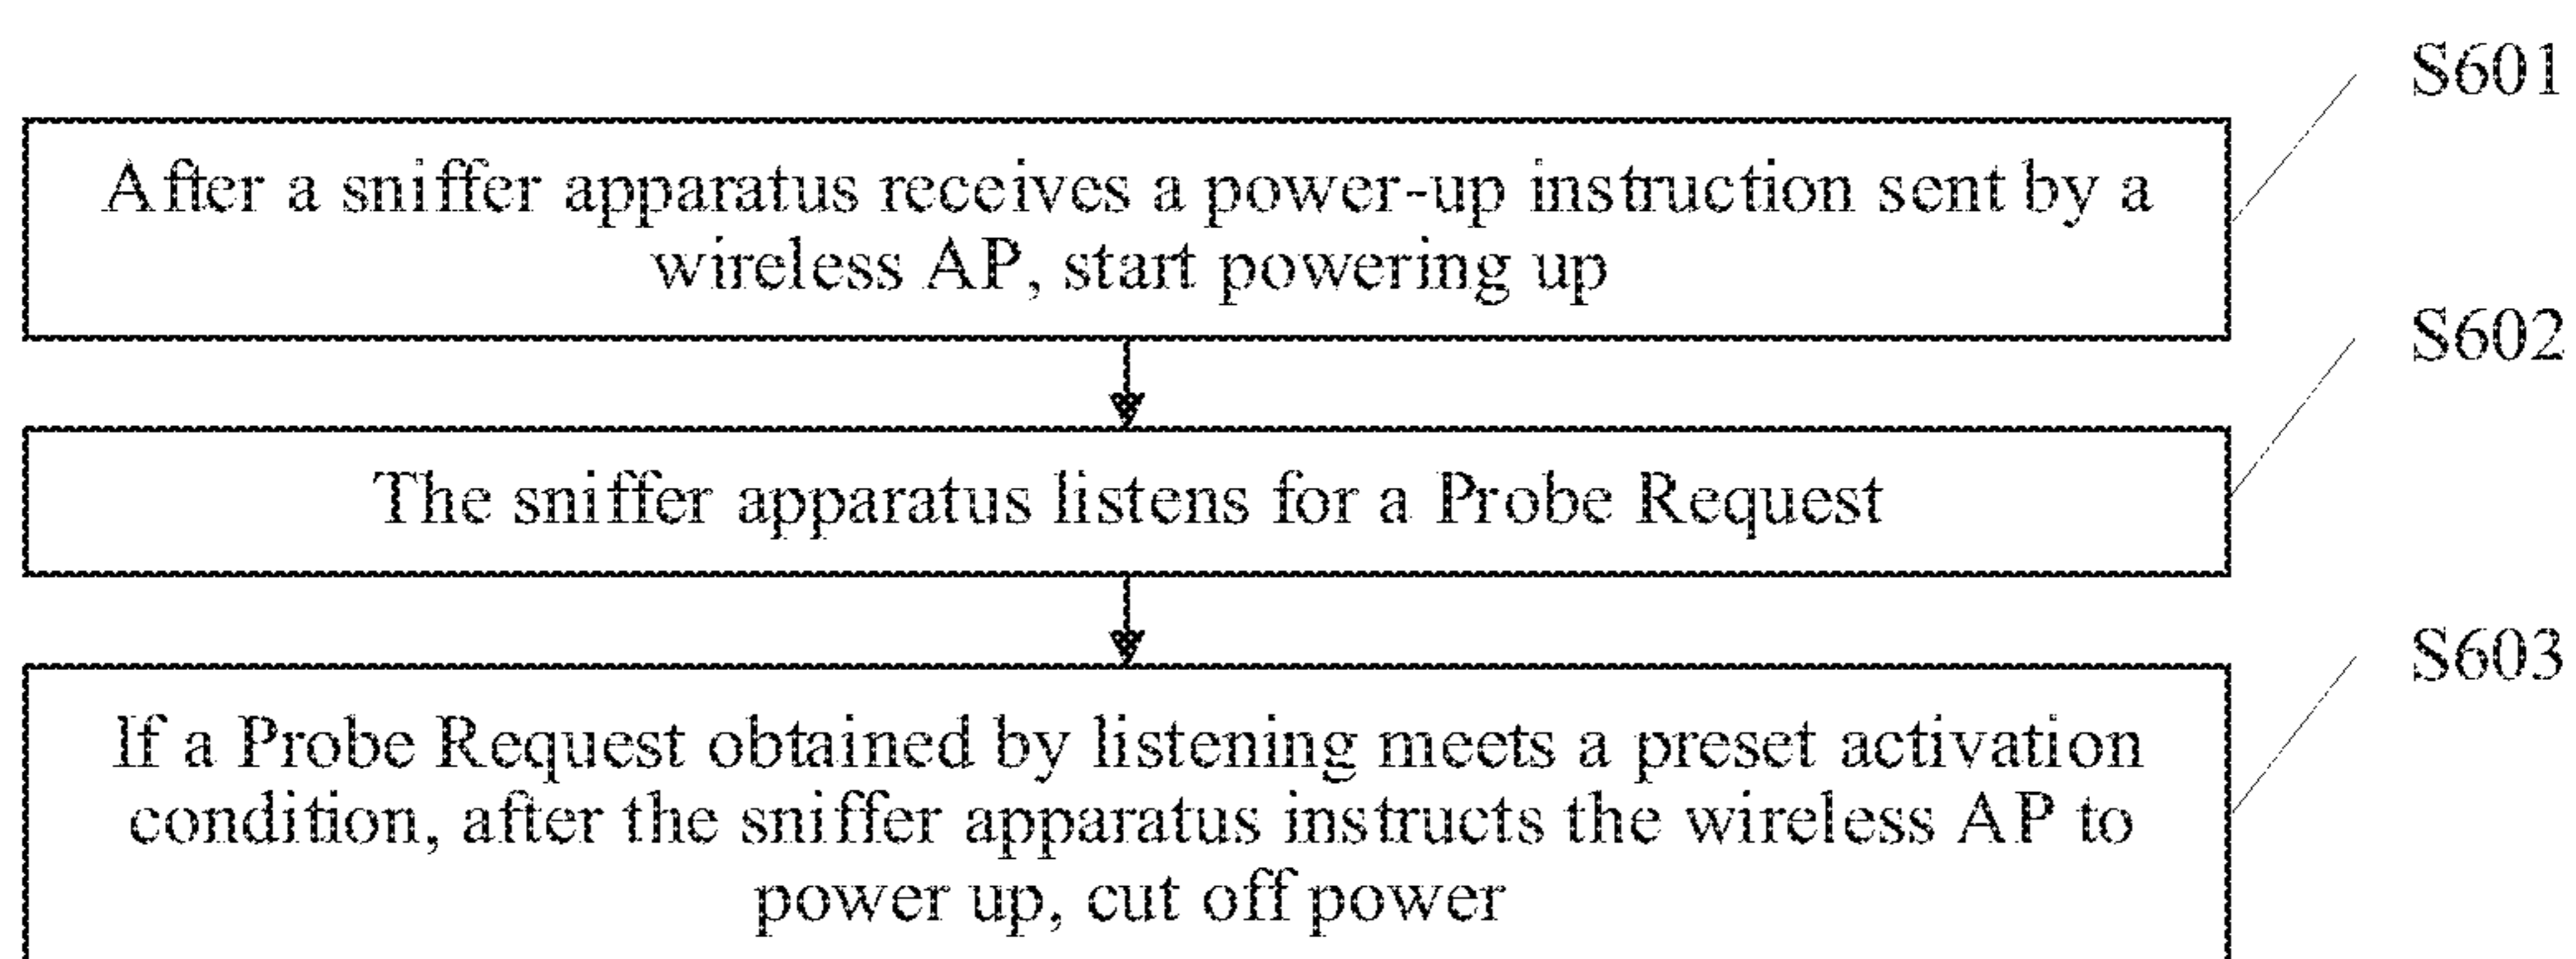 S601
After a sniffer apparatus receives a power-up instruction sent by a
wireless AP, start powering up
S602
The sniffer apparatus listens for a Probe Request
S603
If a Probe Request obtained by listening meets a preset activation
condition, after the sniffer apparatus instructs the wireless AP to
power up, cut off power